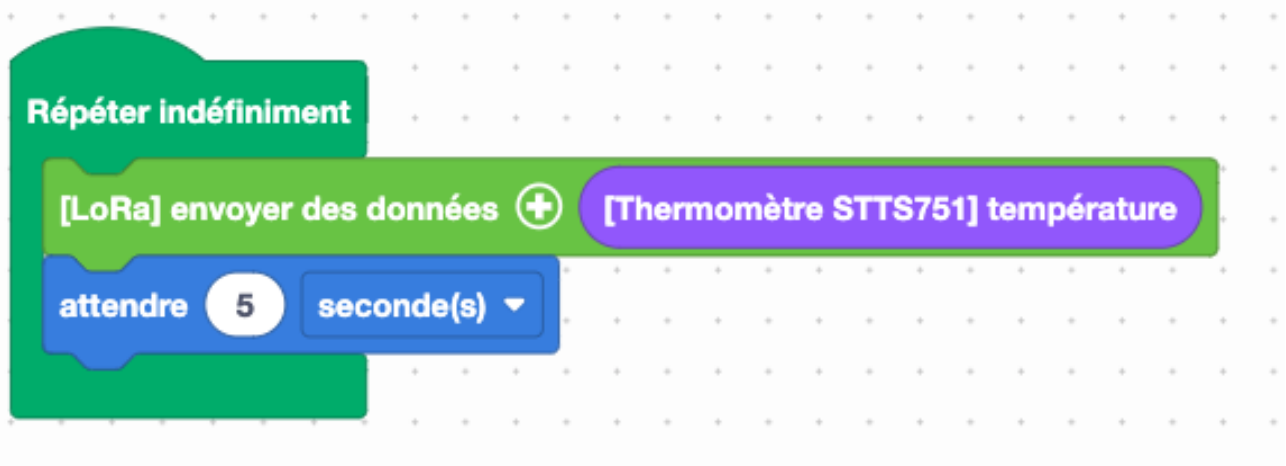 Répéter indéfiniment
[LoRa] envoyer des données [Thermomètre STTS751] température
attendre 5 seconde(s)